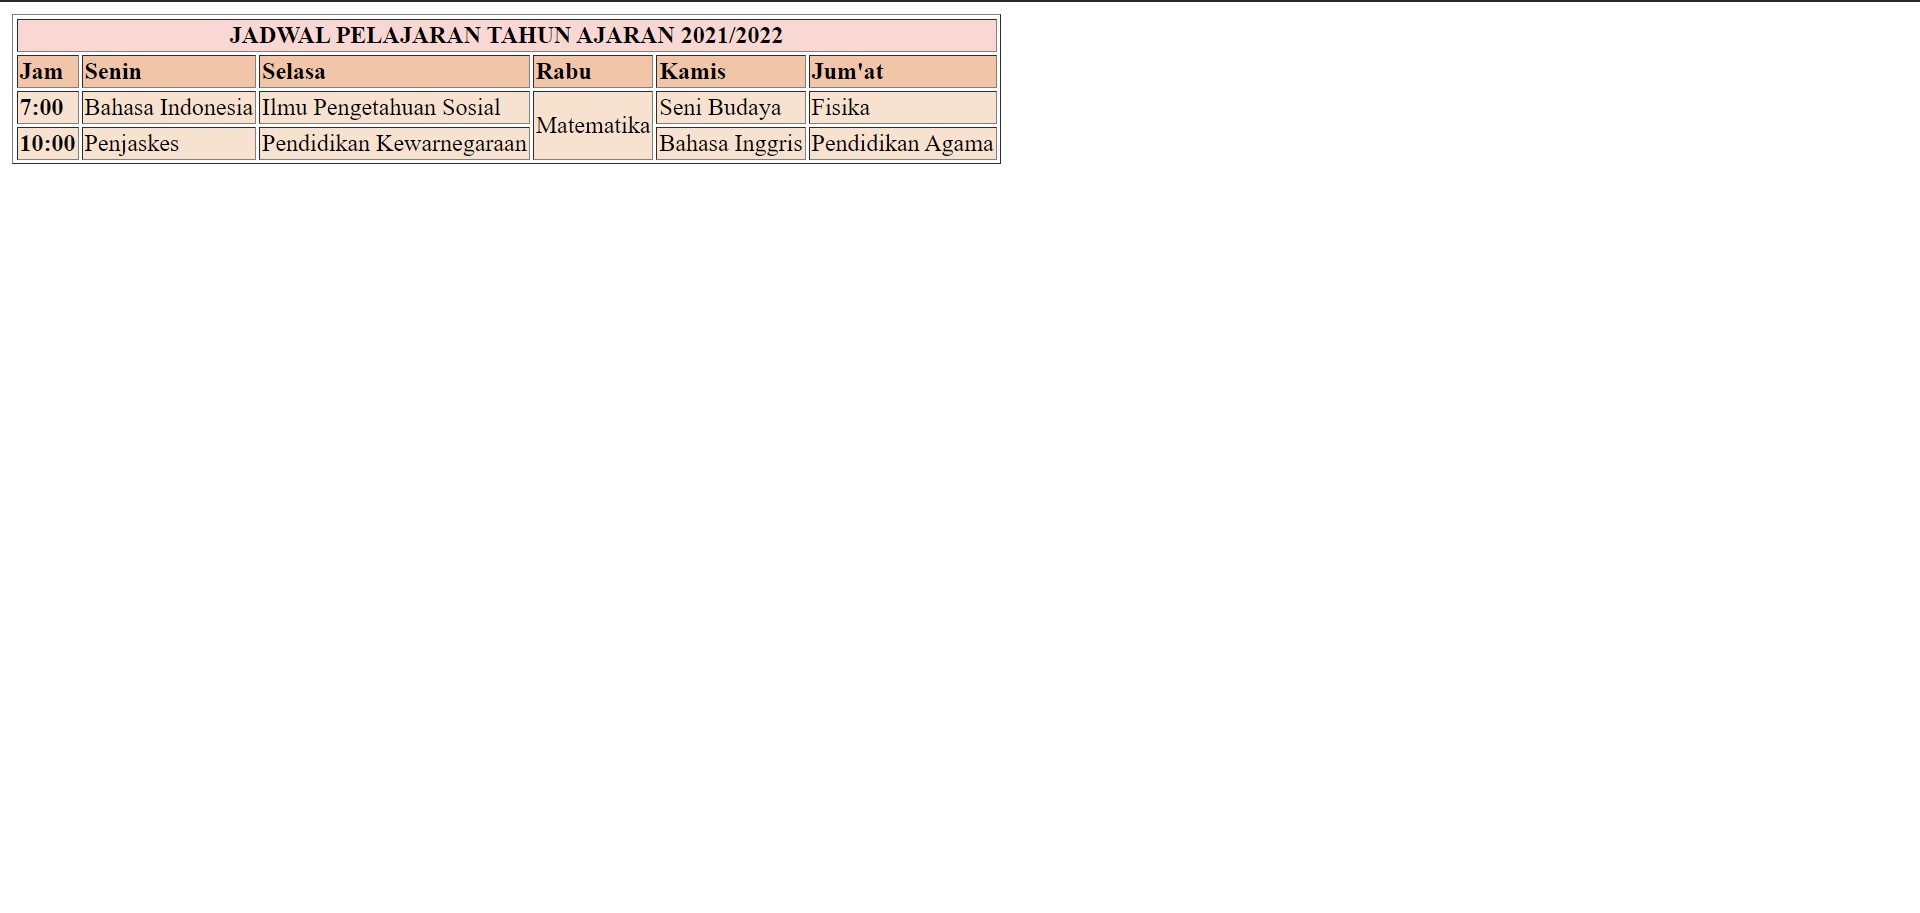 JADWAL PELAJARAN TAHUN AJARAN 2021/2022
Jam Senin Selasa Rabu Kamis Jum'at
7:00 Bahasa Indonesia Ilmu Pengetahuan Sosial Matematika Seni Budaya Fisika
10:00 Penjaskes Pendidikan Kewarnegaraan Bahasa Inggris Pendidikan Agama